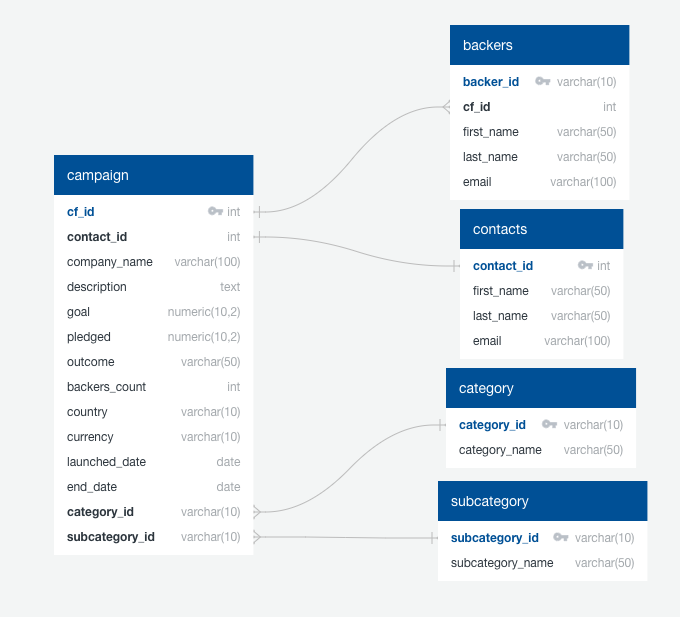 campaign
cf_id int
contact_id int
company_name varchar(100)
description text
goal numeric(10,2)
pledged numeric(10,2)
outcome varchar(50)
backers_count int
country varchar(10)
currency varchar(10)
launched_date date
end_date date
category_id varchar(10)
subcategory_id varchar(10)
backers
backer_id varchar(10)
cf_id int
first_name varchar(50)
last_name varchar(50)
email varchar(100)
contacts
contact_id int
first_name varchar(50)
last_name varchar(50)
email varchar(100)
category
category_id varchar(10)
category_name varchar(50)
subcategory
subcategory_id varchar(10)
subcategory_name varchar(50)